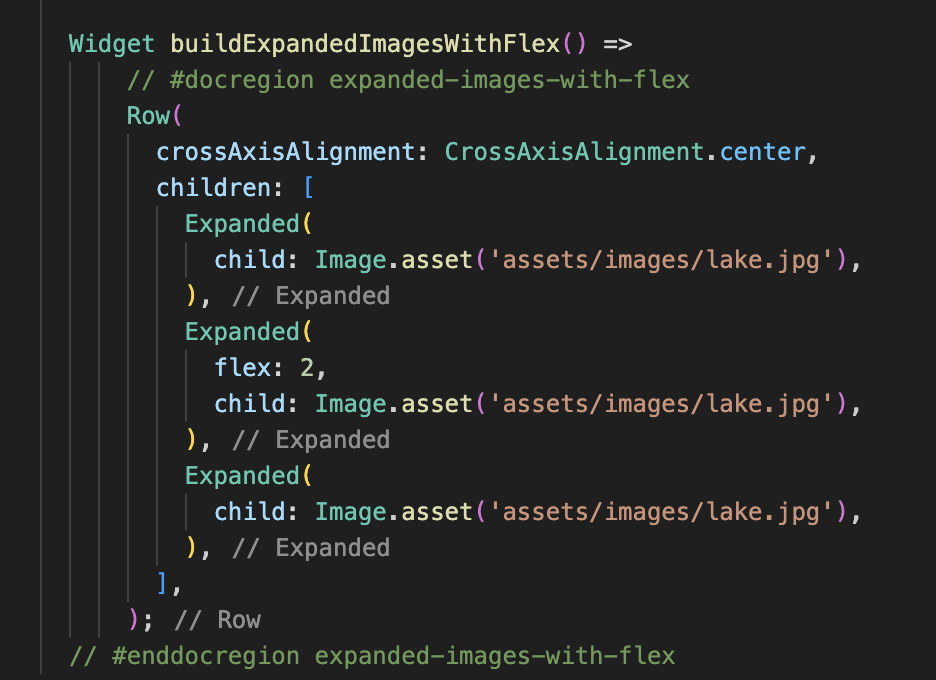 Widget buildExpandedImagesWithFlex() =>
// #docregion expanded-images-with-flex
Row(
crossAxisAlignment: CrossAxisAlignment.center,
children: [
Expanded(
child: Image.asset('assets/images/lake.jpg'),
), // Expanded
Expanded(
flex: 2,
child: Image.asset('assets/images/lake.jpg'),
), // Expanded
Expanded(
child: Image.asset('assets/images/lake.jpg'),
), // Expanded
],
); // Row
// #enddocregion expanded-images-with-flex